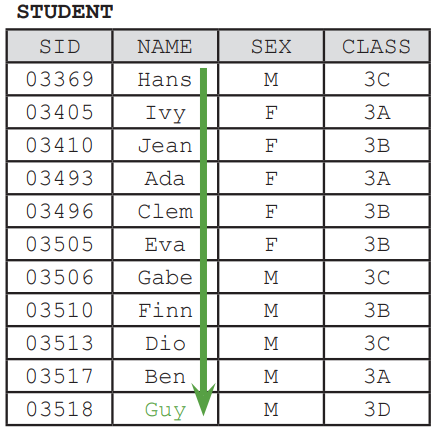 STUDENT
SID NAME SEX CLASS
03369 Hans M 3C
03405 Ivy F 3A
03410 Jean F 3B
03493 Ada F 3A
03496 Clem F 3B
03505 Eva F 3B
03506 Gabe M 3C
03510 Finn M 3B
03513 Dio M 3C
03517 Ben M 3A
03518 Guy M 3D